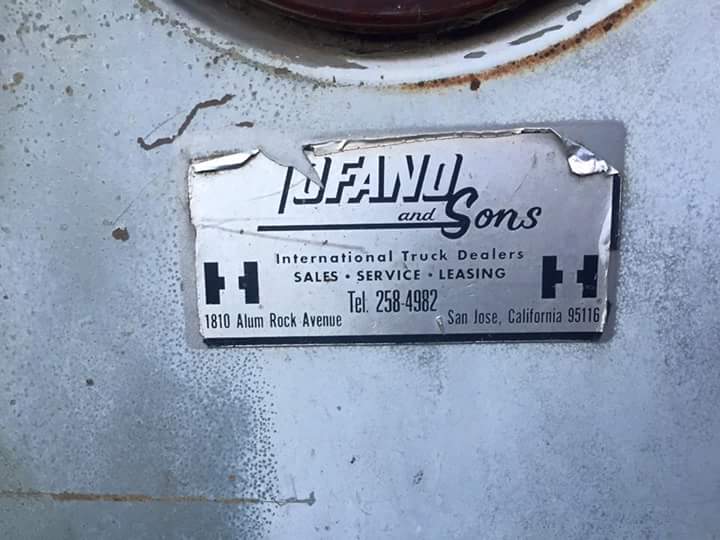 TOFANO
and Sons
International Truck Dealers
SALES • SERVICE • LEASING
Tel. 258-4982
1810 Alum Rock Avenue San Jose, California 95116